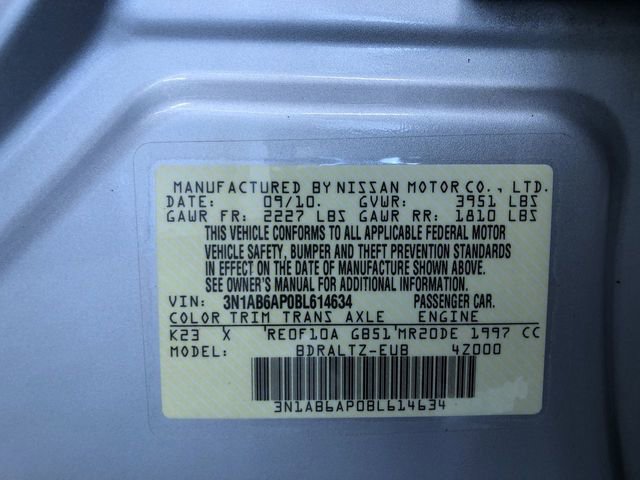 MANUFACTURED BY NISSAN MOTOR CO., LTD.
DATE: 09/10. GVWR: 3951 LBS
GAWR FR: 2227 LBS GAWR RR: 1810 LBS
THIS VEHICLE CONFORMS TO ALL APPLICABLE FEDERAL MOTOR
VEHICLE SAFETY, BUMPER AND THEFT PREVENTION STANDARDS
IN EFFECT ON THE DATE OF MANUFACTURE SHOWN ABOVE.
SEE OWNER'S MANUAL FOR ADDITIONAL INFORMATION.
VIN: 3N1AB6AP0BL614634 PASSENGER CAR.
COLOR TRIM TRANS AXLE ENGINE
K23 X 'RE0F10A GB51'MR20DE 1997 CC
MODEL: BDRALTZ-EUB 4Z000
3N1AB6AP0BL614634